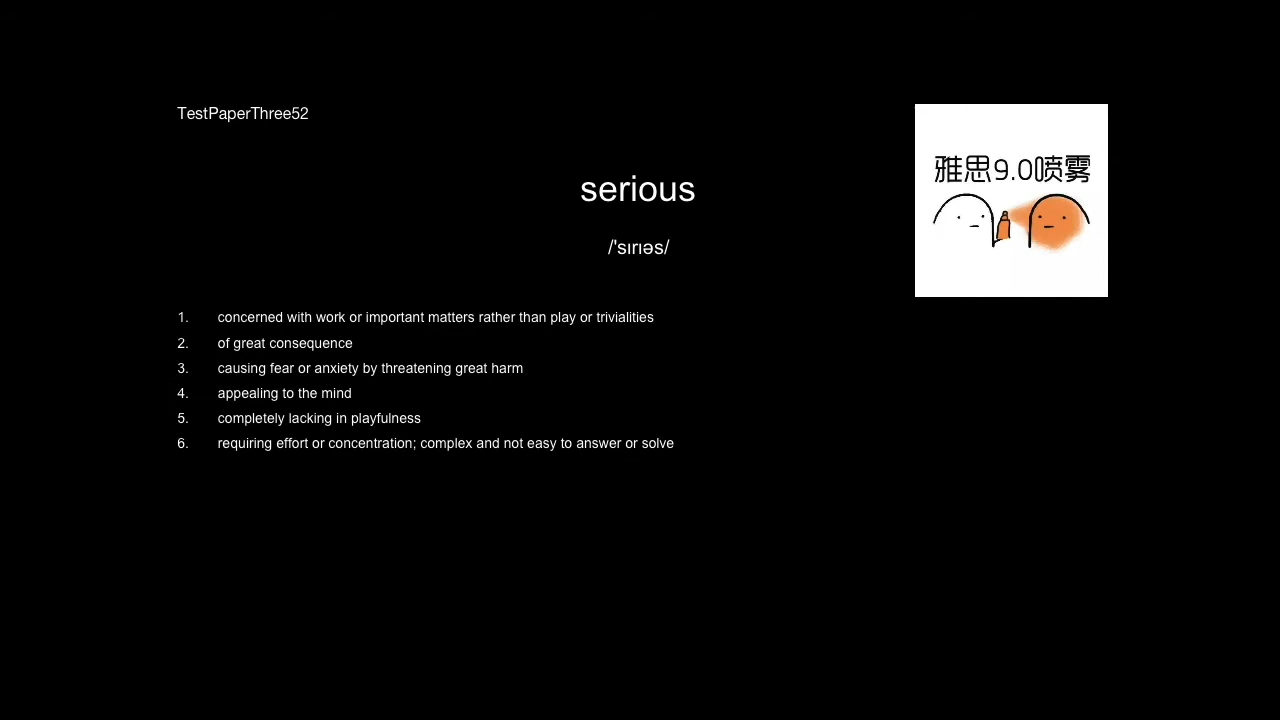 TestPaperThree52
雅思9.0喷雾
serious
/'sɪrɪəs/
1. concerned with work or important matters rather than play or trivialities
2. of great consequence
3. causing fear or anxiety by threatening great harm
4. appealing to the mind
5. completely lacking in playfulness
6. requiring effort or concentration; complex and not easy to answer or solve